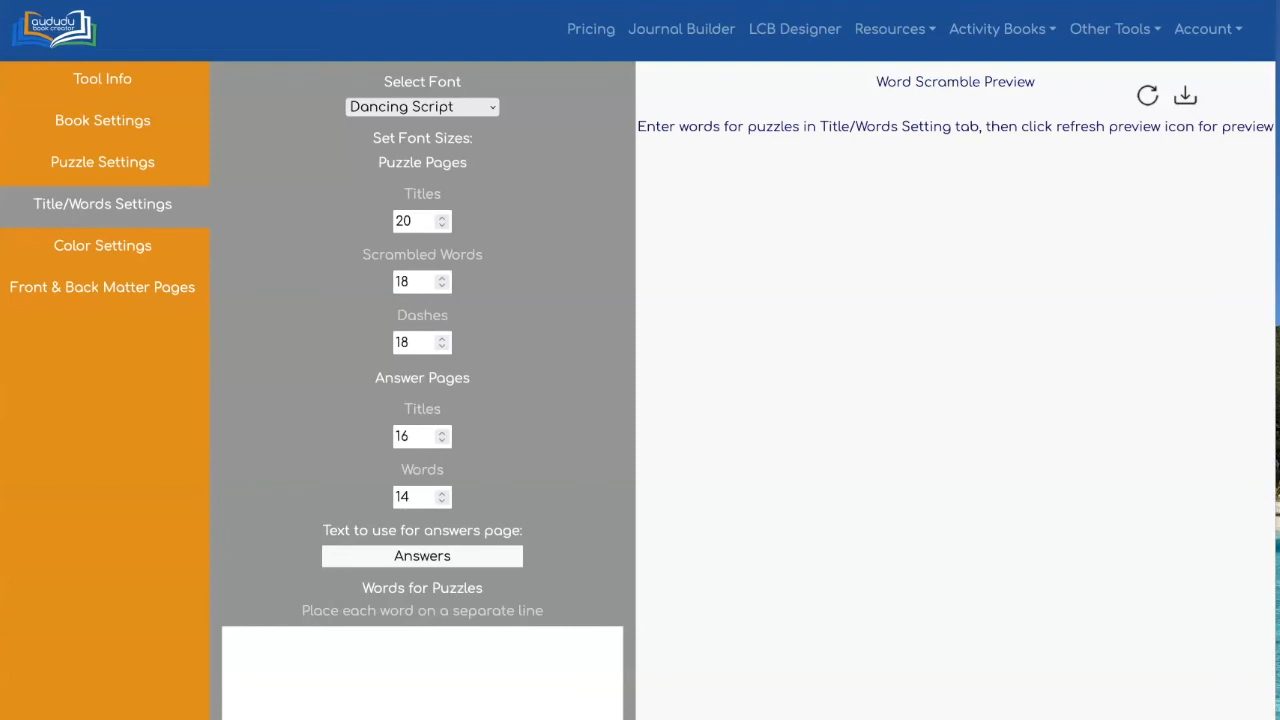 aududu
book creator
Pricing Journal Builder LCB Designer Resources Activity Books Other Tools Account
Tool Info
Book Settings
Puzzle Settings
Title/Words Settings
Color Settings
Front & Back Matter Pages
Select Font
Dancing Script
Set Font Sizes:
Puzzle Pages
Titles
20
Scrambled Words
18
Dashes
18
Answer Pages
Titles
16
Words
14
Text to use for answers page:
Answers
Words for Puzzles
Place each word on a separate line
Word Scramble Preview
Enter words for puzzles in Title/Words Setting tab, then click refresh preview icon for preview